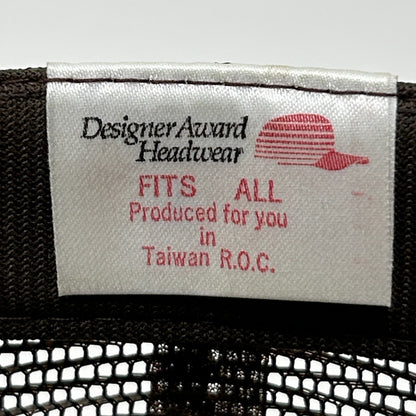 Designer Award
Headwear
FITS ALL
Produced for you
in
Taiwan R.O.C.